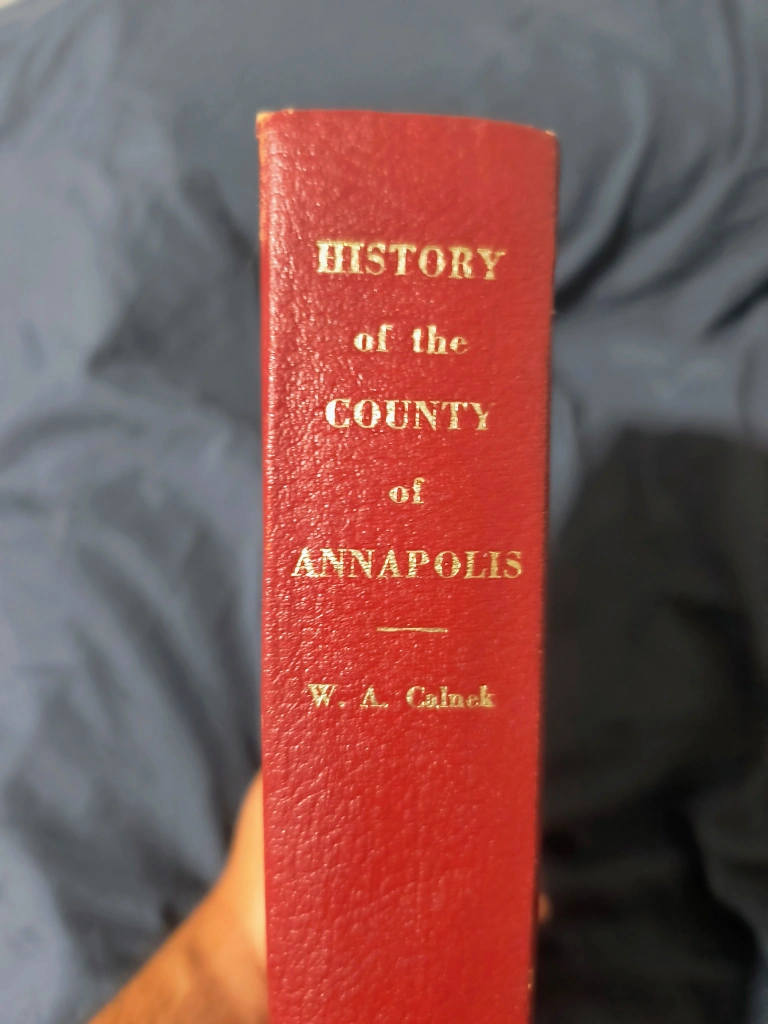 HISTORY
of the
COUNTY
of
ANNAPOLIS
W. A. Calnek